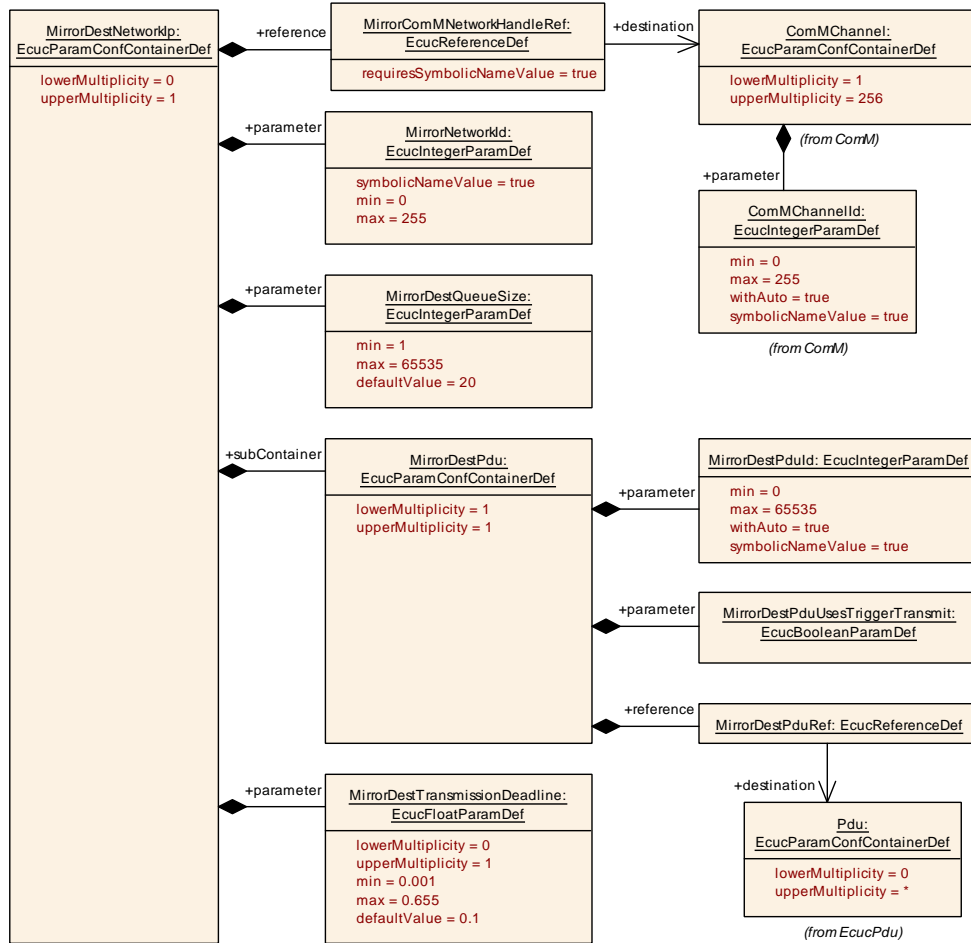 MirrorDestNetworkIp:
EcucParamConfContainerDef
lowerMultiplicity = 0
upperMultiplicity = 1
+reference
MirrorComMNetworkHandleRef:
EcucReferenceDef
requiresSymbolicNameValue = true
+destination
ComMChannel:
EcucParamConfContainerDef
lowerMultiplicity = 1
upperMultiplicity = 256
(from ComM)
+parameter
MirrorNetworkId:
EcucIntegerParamDef
symbolicNameValue = true
min = 0
max = 255
+parameter
ComMChannelId:
EcucIntegerParamDef
min = 0
max = 255
withAuto = true
symbolicNameValue = true
(from ComM)
+parameter
MirrorDestQueueSize:
EcucIntegerParamDef
min = 1
max = 65535
defaultValue = 20
+subContainer
MirrorDestPdu:
EcucParamConfContainerDef
lowerMultiplicity = 1
upperMultiplicity = 1
+parameter
MirrorDestPduId: EcucIntegerParamDef
min = 0
max = 65535
withAuto = true
symbolicNameValue = true
+parameter
MirrorDestPduUsesTriggerTransmit:
EcucBooleanParamDef
+reference
MirrorDestPduRef: EcucReferenceDef
+destination
Pdu:
EcucParamConfContainerDef
lowerMultiplicity = 0
upperMultiplicity = *
(from EcucPdu)
+parameter
MirrorDestTransmissionDeadline:
EcucFloatParamDef
lowerMultiplicity = 0
upperMultiplicity = 1
min = 0.001
max = 0.655
defaultValue = 0.1